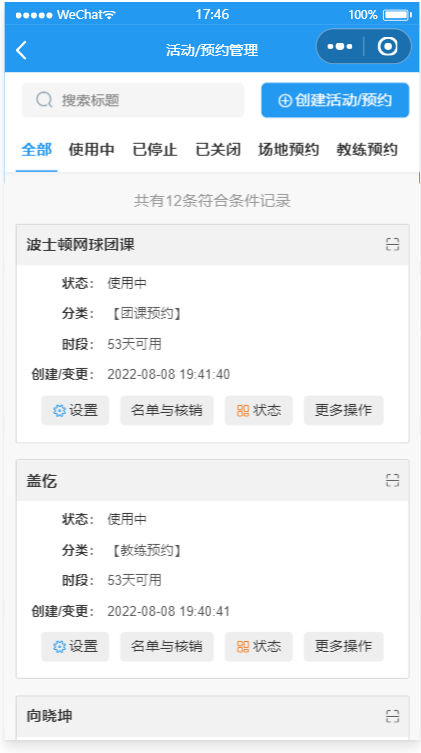 WeChat 17:46 100%
活动/预约管理
搜索标题 创建活动/预约
全部 使用中 已停止 已关闭 场地预约 教练预约
共有12条符合条件记录
波士顿网球团课
状态： 使用中
分类： 【团课预约】
时段： 53天可用
创建/变更： 2022-08-08 19:41:40
设置 名单与核销 状态 更多操作
盖仡
状态： 使用中
分类： 【教练预约】
时段： 53天可用
创建/变更： 2022-08-08 19:40:41
设置 名单与核销 状态 更多操作
向晓坤